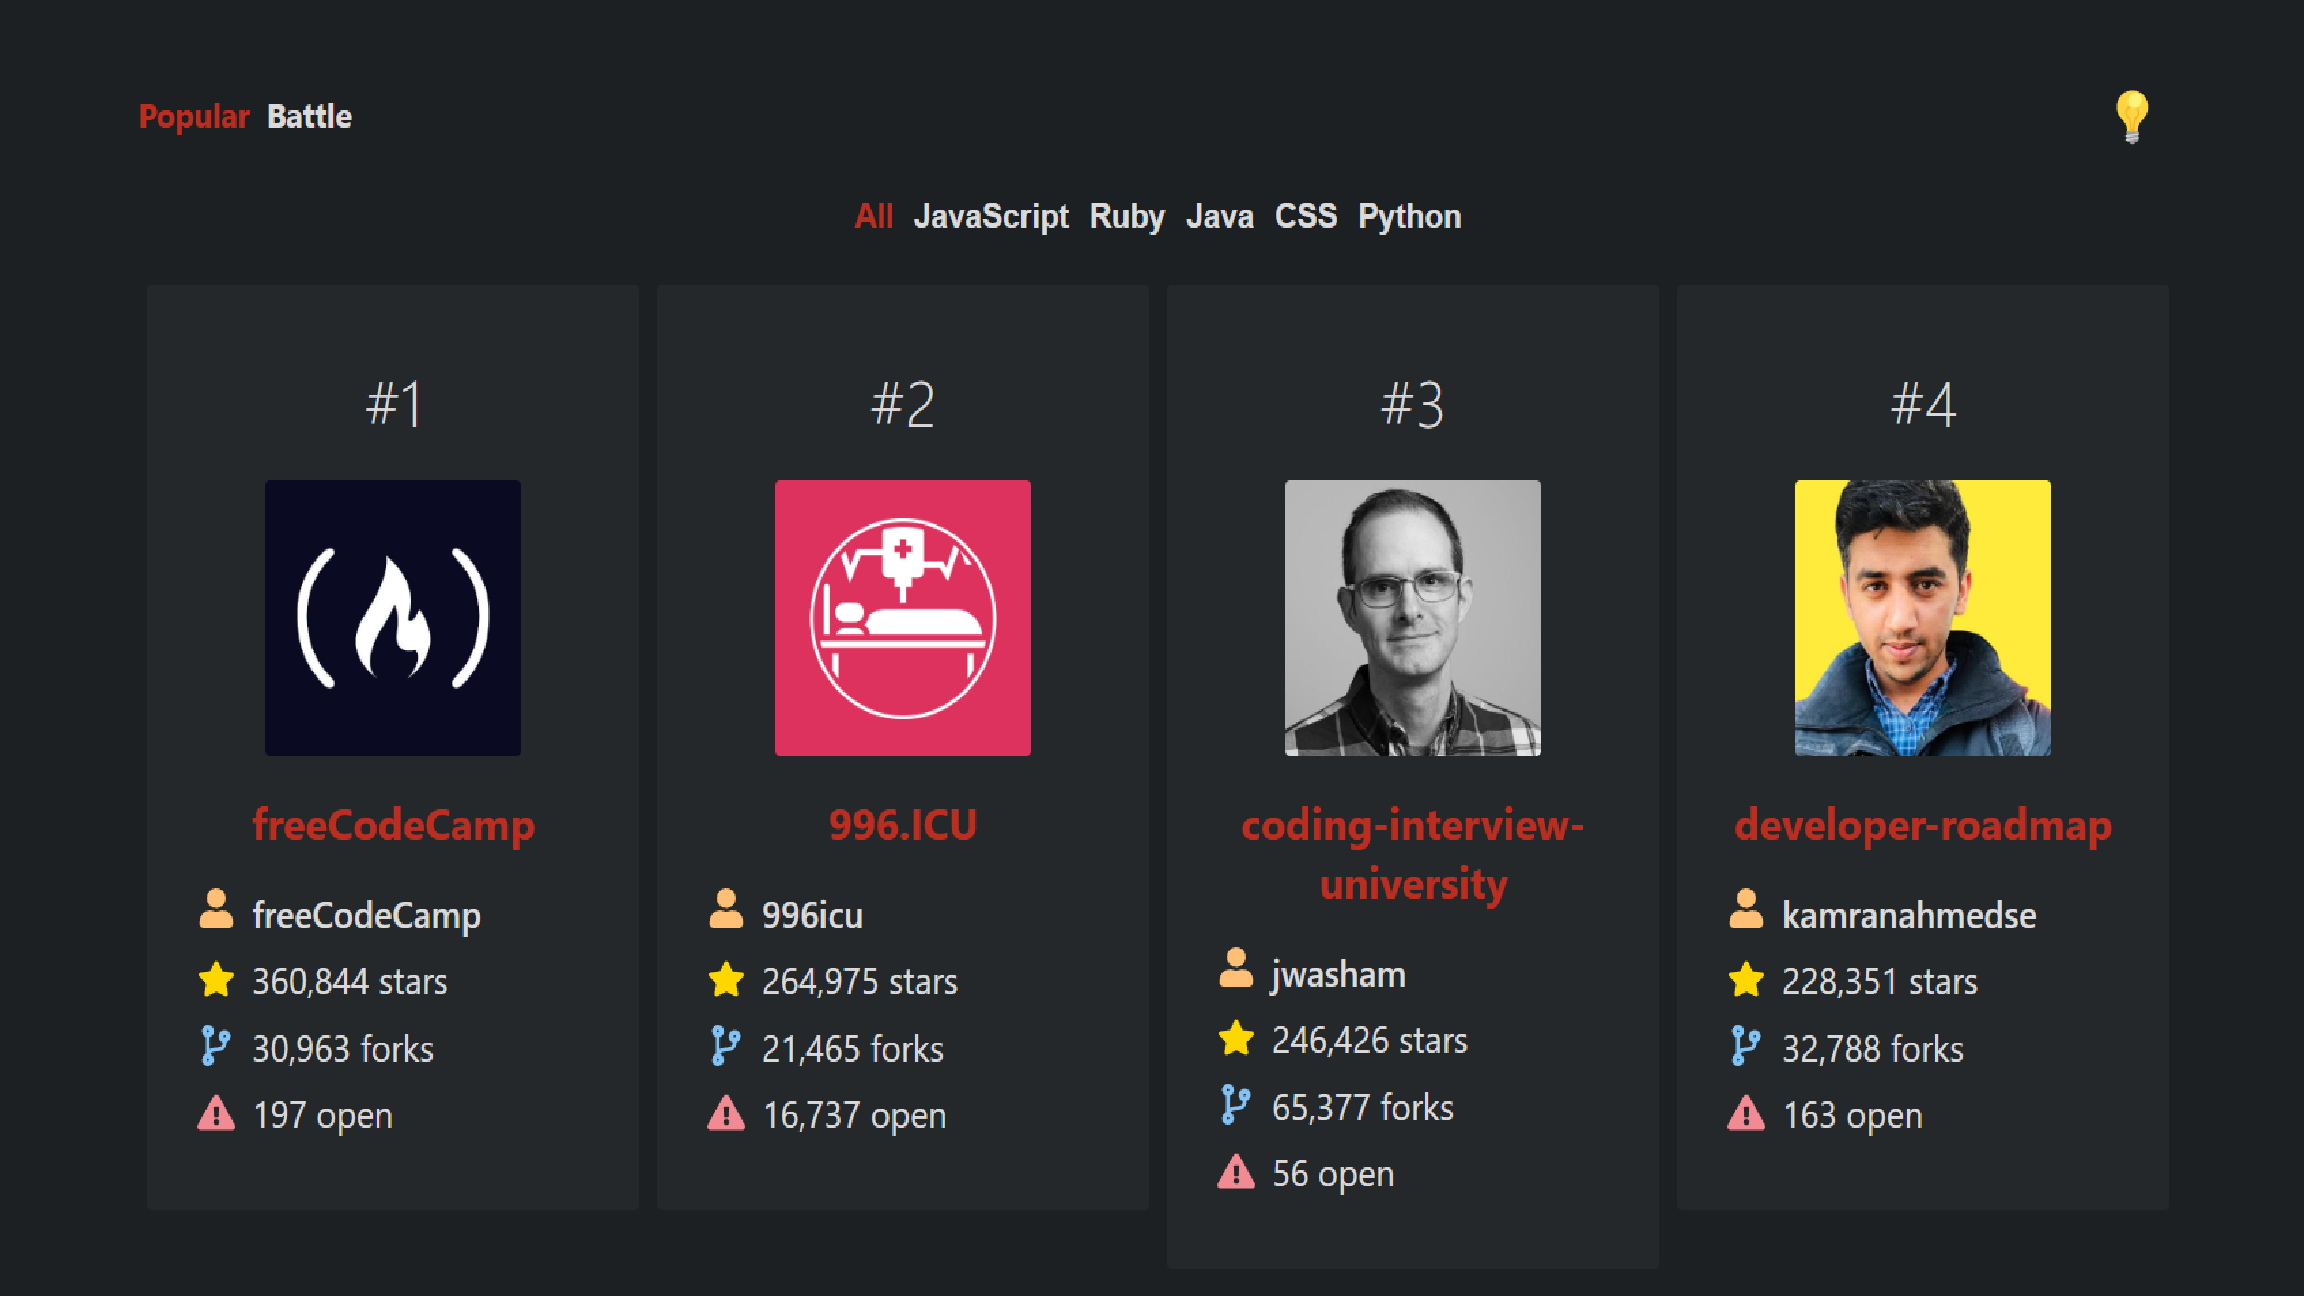 Popular Battle
All JavaScript Ruby Java CSS Python
#1
freeCodeCamp
freeCodeCamp
360,844 stars
30,963 forks
197 open
#2
996.ICU
996icu
264,975 stars
21,465 forks
16,737 open
#3
coding-interview-
university
jwasham
246,426 stars
65,377 forks
56 open
#4
developer-roadmap
kamranahmedse
228,351 stars
32,788 forks
163 open